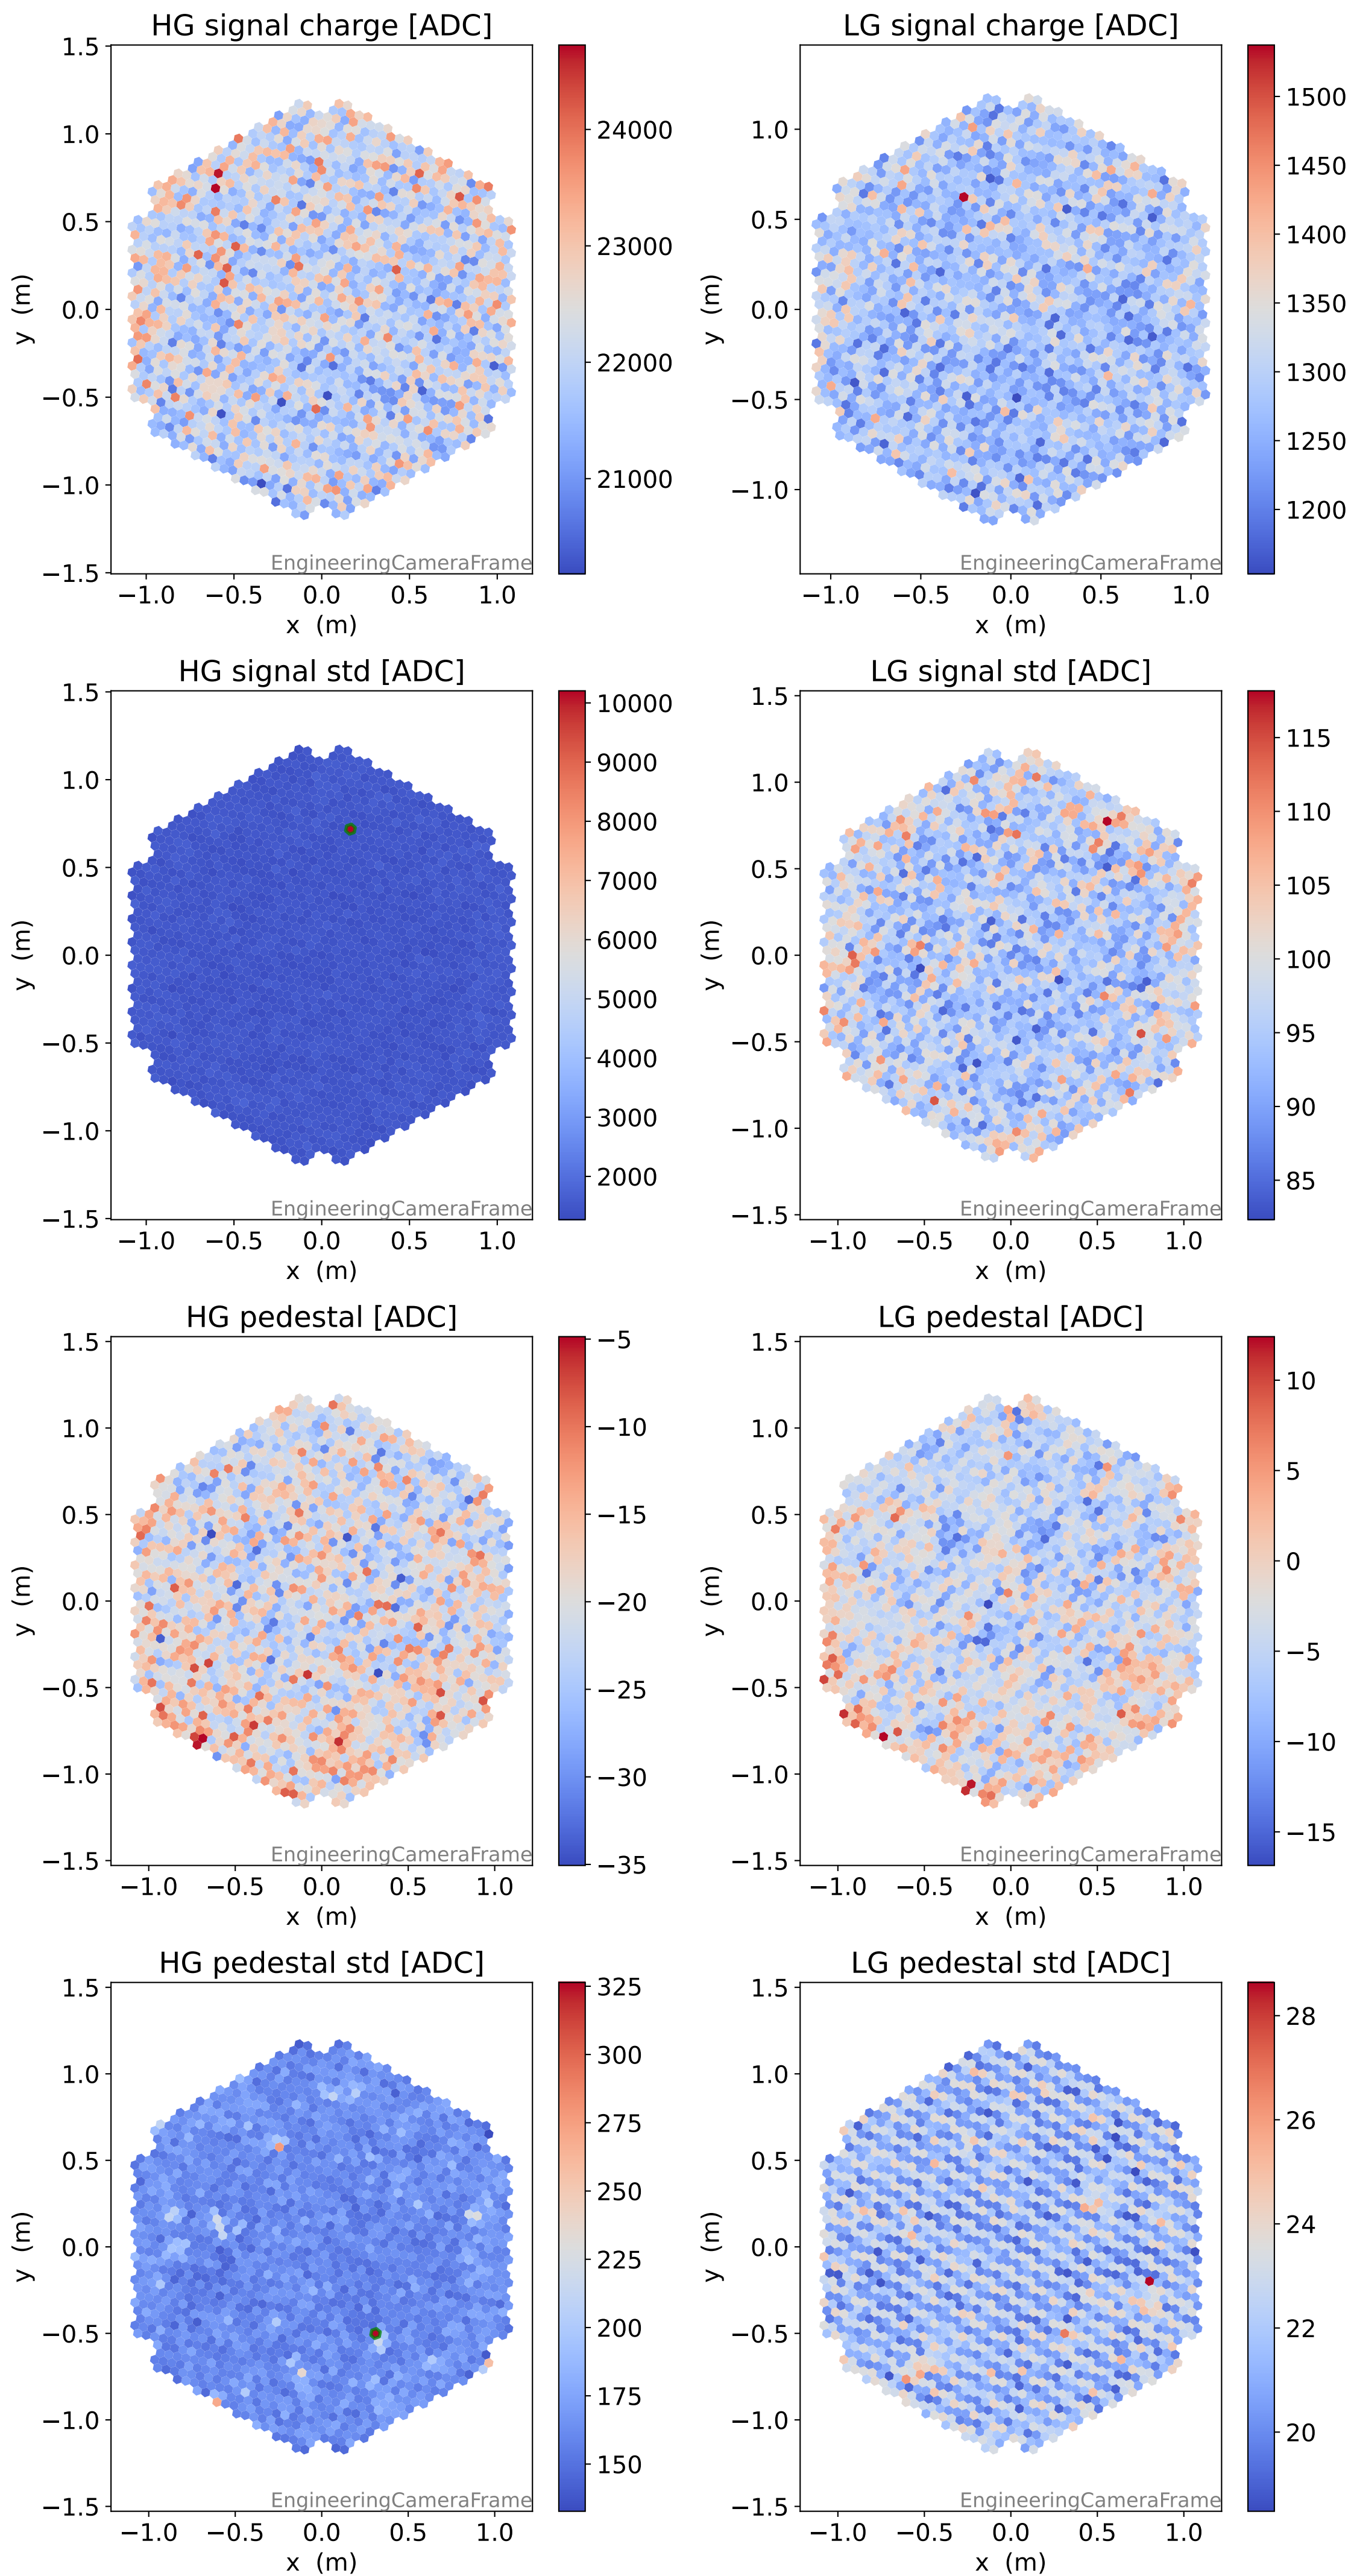 HG signal charge [ADC]
1.5
1.0
0.5
0.0
−0.5
−1.0
−1.5
y (m)
−1.0 −0.5 0.0 0.5 1.0
x (m)
EngineeringCameraFrame
24000
23000
22000
21000
LG signal charge [ADC]
1.0
0.5
0.0
−0.5
−1.0
y (m)
−1.0 −0.5 0.0 0.5 1.0
x (m)
EngineeringCameraFrame
1500
1450
1400
1350
1300
1250
1200
HG signal std [ADC]
1.5
1.0
0.5
0.0
−0.5
−1.0
−1.5
y (m)
−1.0 −0.5 0.0 0.5 1.0
x (m)
EngineeringCameraFrame
10000
9000
8000
7000
6000
5000
4000
3000
2000
LG signal std [ADC]
1.5
1.0
0.5
0.0
−0.5
−1.0
−1.5
y (m)
−1.0 −0.5 0.0 0.5 1.0
x (m)
EngineeringCameraFrame
115
110
105
100
95
90
85
HG pedestal [ADC]
1.5
1.0
0.5
0.0
−0.5
−1.0
−1.5
y (m)
−1.0 −0.5 0.0 0.5 1.0
x (m)
EngineeringCameraFrame
−5
−10
−15
−20
−25
−30
−35
LG pedestal [ADC]
1.5
1.0
0.5
0.0
−0.5
−1.0
−1.5
y (m)
−1.0 −0.5 0.0 0.5 1.0
x (m)
EngineeringCameraFrame
10
5
0
−5
−10
−15
HG pedestal std [ADC]
1.5
1.0
0.5
0.0
−0.5
−1.0
−1.5
y (m)
−1.0 −0.5 0.0 0.5 1.0
x (m)
EngineeringCameraFrame
325
300
275
250
225
200
175
150
LG pedestal std [ADC]
1.5
1.0
0.5
0.0
−0.5
−1.0
−1.5
y (m)
−1.0 −0.5 0.0 0.5 1.0
x (m)
EngineeringCameraFrame
28
26
24
22
20